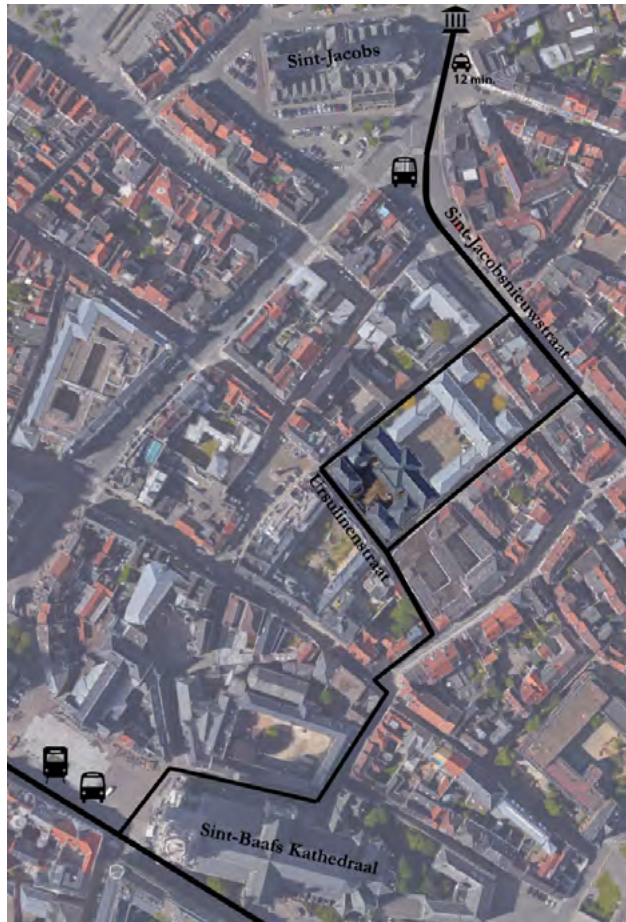 Sint-Jacobs
12 min.
Sint-Jacobsnieuwstraat
Ursulinenstraat
Sint-Baafs Kathedraal